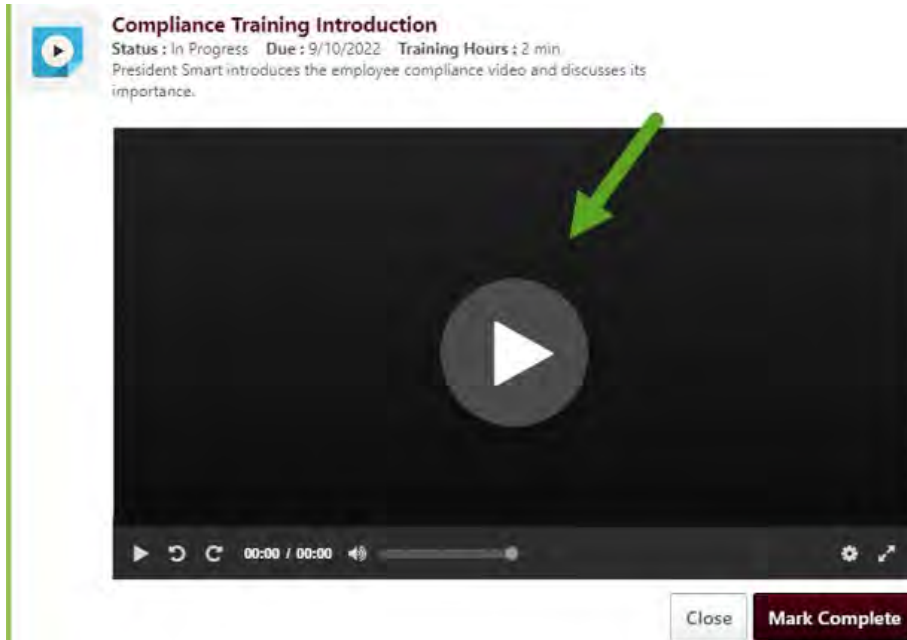 Compliance Training Introduction
Status : In Progress Due : 9/10/2022 Training Hours : 2 min
President Smart introduces the employee compliance video and discusses its
importance.
00:00 / 00:00
Close Mark Complete